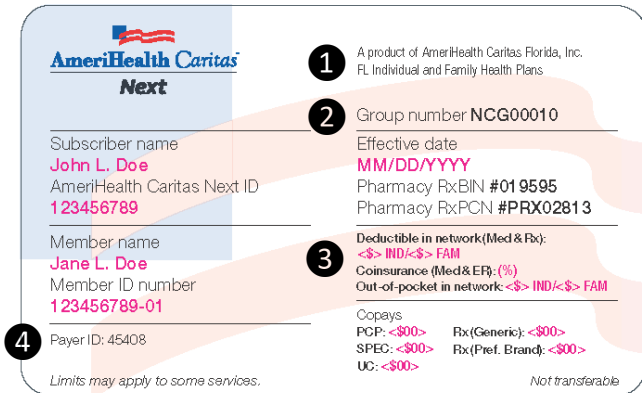 AmeriHealth Caritas
Next
1
A product of AmeriHealth Caritas Florida, Inc.
FL Individual and Family Health Plans
2
Group number NCG00010
Subscriber name
John L. Doe
AmeriHealth Caritas Next ID
123456789
Effective date
MM/DD/YYYY
Pharmacy RxBIN #019595
Pharmacy RxPCN #PRX02813
Member name
Jane L. Doe
Member ID number
123456789-01
3
Deductible in network (Med & Rx):
<$> IND/<$> FAM
Coinsurance (Med & ER): (%)
Out-of-pocket in network: <$> IND/<$> FAM
4
Payer ID: 45408
Copays
PCP: <$00> Rx (Generic): <$00>
SPEC: <$00> Rx (Pref. Brand): <$00>
UC: <$00>
Limits may apply to some services.
Not transferable